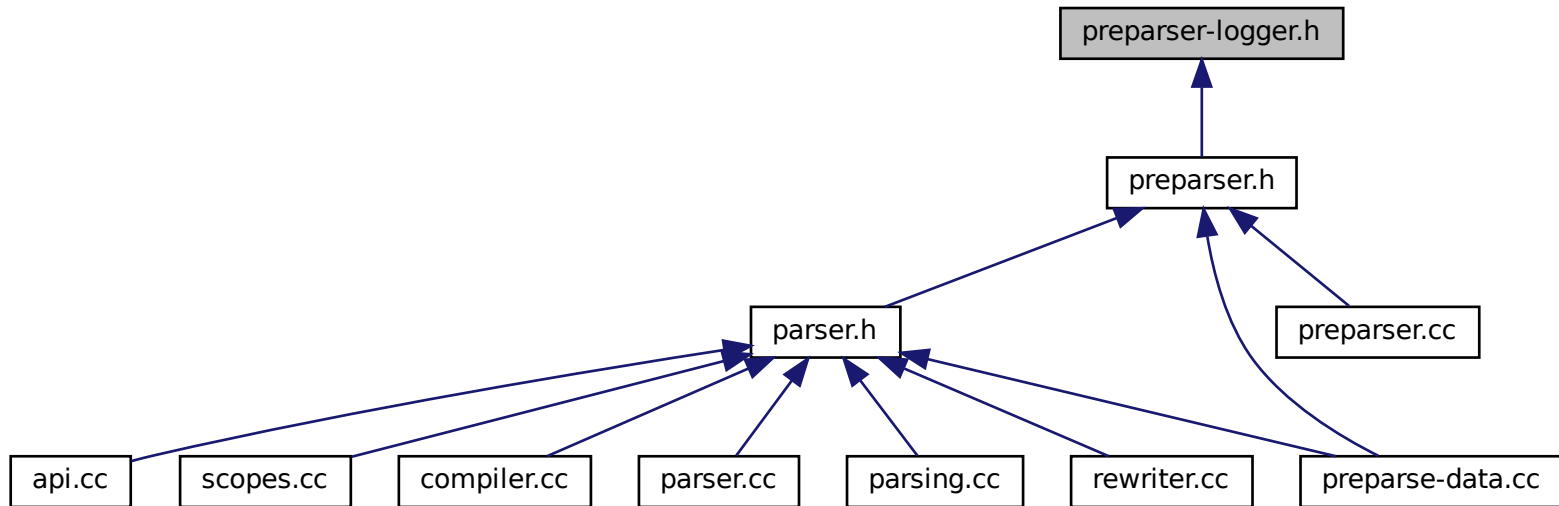 preparser-logger.h
preparser.h
parser.h
preparser.cc
api.cc
scopes.cc
compiler.cc
parser.cc
parsing.cc
rewriter.cc
preparse-data.cc